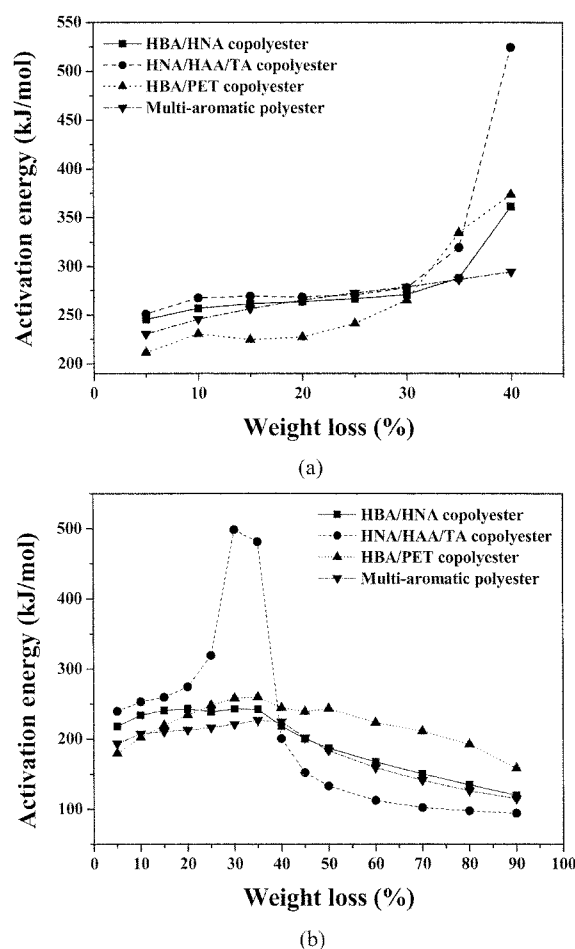 550
500
450
400
350
300
250
200
Activation energy (kJ/mol)
HBA/HNA copolyester
HNA/HAA/TA copolyester
HBA/PET copolyester
Multi-aromatic polyester
0 10 20 30 40
Weight loss (%)
(a)
500
400
300
200
100
Activation energy (kJ/mol)
HBA/HNA copolyester
HNA/HAA/TA copolyester
HBA/PET copolyester
Multi-aromatic polyester
0 10 20 30 40 50 60 70 80 90 100
Weight loss (%)
(b)